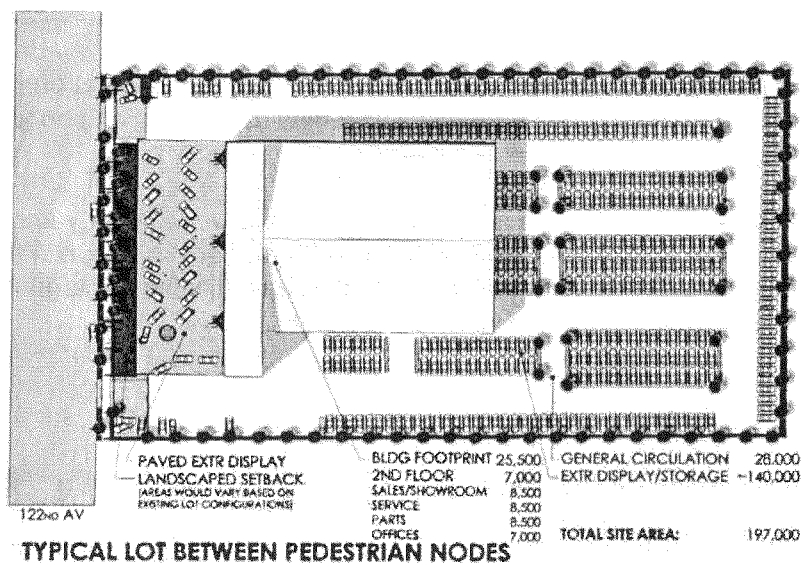 PAVED EXTR DISPLAY
LANDSCAPED SETBACK
(AREAS WOULD VARY BASED ON
EXISTING LOT CONFIGURATIONS)
BLDG FOOTPRINT 25,500
2ND FLOOR 7,000
SALES/SHOWROOM 8,500
SERVICE 8,500
PARTS 8,500
OFFICES 7,000
GENERAL CIRCULATION 28,000
EXTR DISPLAY/STORAGE ~140,000
TOTAL SITE AREA: 197,000
122ND AV
TYPICAL LOT BETWEEN PEDESTRIAN NODES